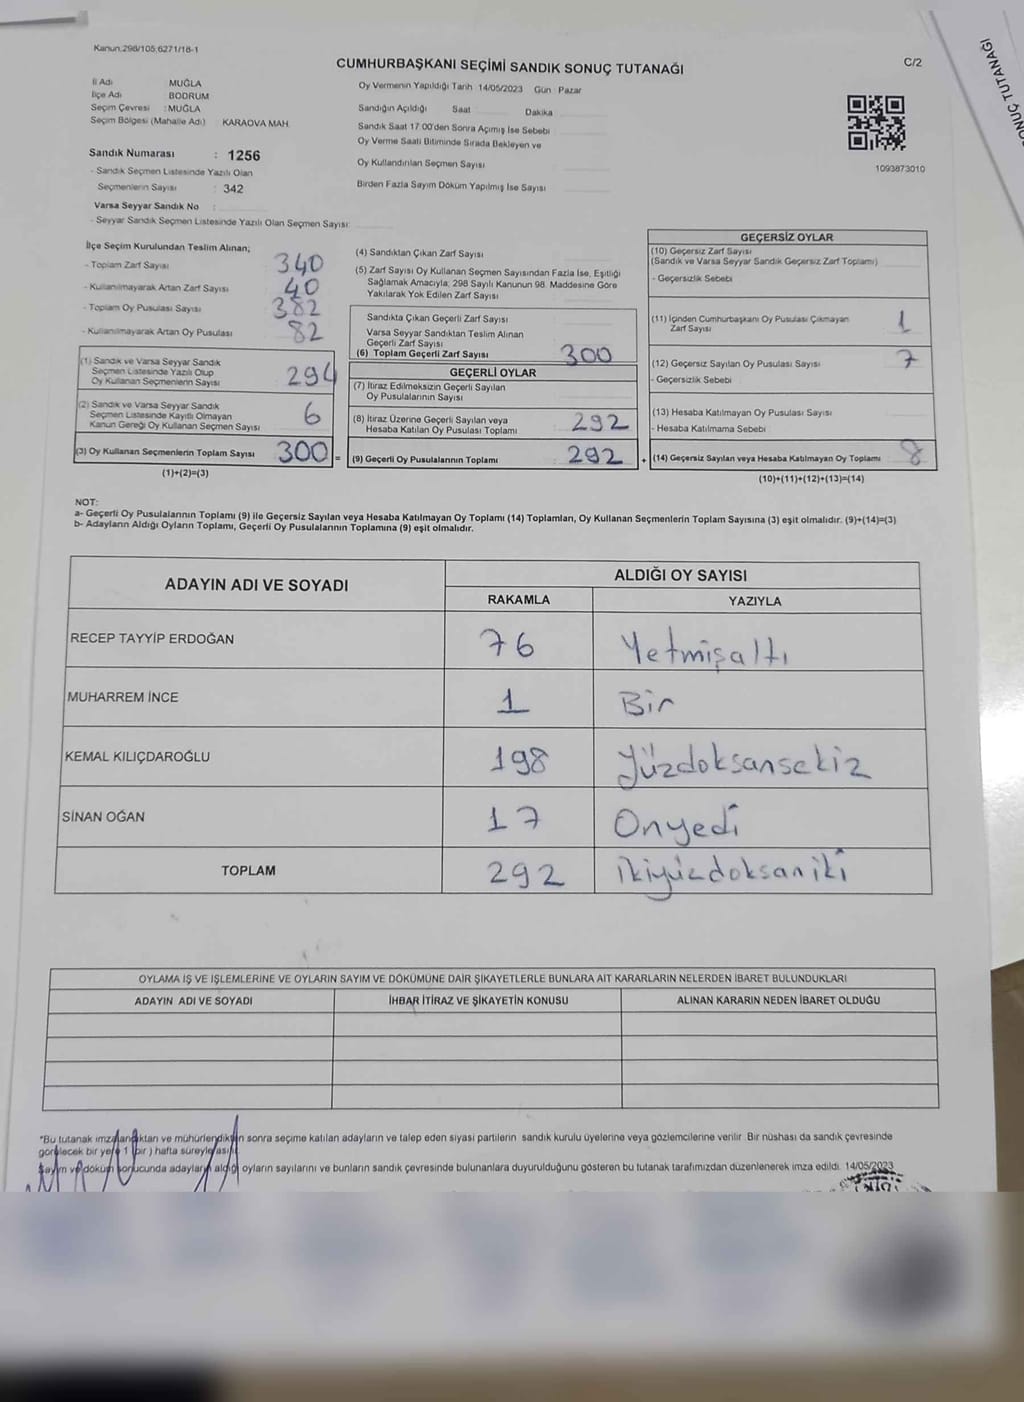 Kanun:298/105;6271/18-1
CUMHURBAŞKANI SEÇİMİ SANDIK SONUÇ TUTANAĞI
C/2
ONUÇ TUTANAĞI
İl Adı MUĞLA
İlçe Adı BODRUM
Seçim Çevresi : MUĞLA
Seçim Bölgesi (Mahalle Adı) KARAOVA MAH.
Sandık Numarası : 1256
- Sandık Seçmen Listesinde Yazılı Olan
Seçmenlerin Sayısı : 342
Varsa Seyyar Sandık No :
- Seyyar Sandık Seçmen Listesinde Yazılı Olan Seçmen Sayısı:
Oy Vermenin Yapıldığı Tarih 14/05/2023 Gün : Pazar
Sandığın Açıldığı Saat Dakika
Sandık Saat 17:00'den Sonra Açımış İse Sebebi
Oy Verme Saati Bitiminde Sırada Bekleyen ve
Oy Kullandırılan Seçmen Sayısı
Birden Fazla Sayım Döküm Yapılmış İse Sayısı
1093873010
İlçe Seçim Kurulundan Teslim Alınan;
- Toplam Zarf Sayısı 340
- Kullanılmayarak Artan Zarf Sayısı 40
- Toplam Oy Pusulası Sayısı 382
- Kullanılmayarak Artan Oy Pusulası 82
(1) Sandık ve Varsa Seyyar Sandık
Seçmen Listesinde Yazılı Olup
Oy Kullanan Seçmenlerin Sayısı 294
(2) Sandık ve Varsa Seyyar Sandık
Seçmen Listesinde Kayıtlı Olmayan
Kanun Gereği Oy Kullanan Seçmen Sayısı 6
(3) Oy Kullanan Seçmenlerin Toplam Sayısı 300 =
(1)+(2)=(3)
(4) Sandıktan Çıkan Zarf Sayısı
(5) Zarf Sayısı Oy Kullanan Seçmen Sayısından Fazla İse, Eşitliği
Sağlamak Amacıyla, 298 Sayılı Kanunun 98. Maddesine Göre
Yakılarak Yok Edilen Zarf Sayısı
Sandıkta Çıkan Geçerli Zarf Sayısı
Varsa Seyyar Sandıktan Teslim Alınan
Geçerli Zarf Sayısı
(6) Toplam Geçerli Zarf Sayısı 300
GEÇERLİ OYLAR
(7) İtiraz Edilmeksizin Geçerli Sayılan
Oy Pusulalarının Sayısı
(8) İtiraz Üzerine Geçerli Sayılan veya
Hesaba Katılan Oy Pusulası Toplamı 292
(9) Geçerli Oy Pusulalarının Toplamı 292 +
GEÇERSİZ OYLAR
(10) Geçersiz Zarf Sayısı
(Sandık ve Varsa Seyyar Sandık Geçersiz Zarf Toplamı)
- Geçersizlik Sebebi
(11) İçinden Cumhurbaşkanı Oy Pusulası Çıkmayan
Zarf Sayısı 1
(12) Geçersiz Sayılan Oy Pusulası Sayısı 7
- Geçersizlik Sebebi
(13) Hesaba Katılmayan Oy Pusulası Sayısı
- Hesaba Katılmama Sebebi
(14) Geçersiz Sayılan veya Hesaba Katılmayan Oy Toplamı 8
(10)+(11)+(12)+(13)=(14)
NOT:
a- Geçerli Oy Pusulalarının Toplamı (9) ile Geçersiz Sayılan veya Hesaba Katılmayan Oy Toplamı (14) Toplamları, Oy Kullanan Seçmenlerin Toplam Sayısına (3) eşit olmalıdır. (9)+(14)=(3)
b- Adayların Aldığı Oyların Toplamı, Geçerli Oy Pusulalarının Toplamına (9) eşit olmalıdır.
ADAYIN ADI VE SOYADI ALDIĞI OY SAYISI
RAKAMLA YAZIYLA
RECEP TAYYİP ERDOĞAN 76 Yetmişaltı
MUHARREM İNCE 1 Bir
KEMAL KILIÇDAROĞLU 198 Yüzdoksansekiz
SİNAN OĞAN 17 Onyedi
TOPLAM 292 ikiyüzdoksaniki
OYLAMA İŞ VE İŞLEMLERİNE VE OYLARIN SAYIM VE DÖKÜMÜNE DAİR ŞİKAYETLERLE BUNLARA AİT KARARLARIN NELERDEN İBARET BULUNDUKLARI
ADAYIN ADI VE SOYADI İHBAR İTİRAZ VE ŞİKAYETİN KONUSU ALINAN KARARIN NEDEN İBARET OLDUĞU
*Bu tutanak imzalandıktan ve mühürlendikten sonra seçime katılan adayların ve talep eden siyasi partilerin sandık kurulu üyelerine veya gözlemcilerine verilir. Bir nüshası da sandık çevresinde
görülecek bir yere 1 (bir) hafta süreyle asılır.
Sayım ve döküm sonucunda adayların aldığı oyların sayılarını ve bunların sandık çevresinde bulunanlara duyurulduğunu gösteren bu tutanak tarafımızdan düzenlenerek imza edildi. 14/05/2023